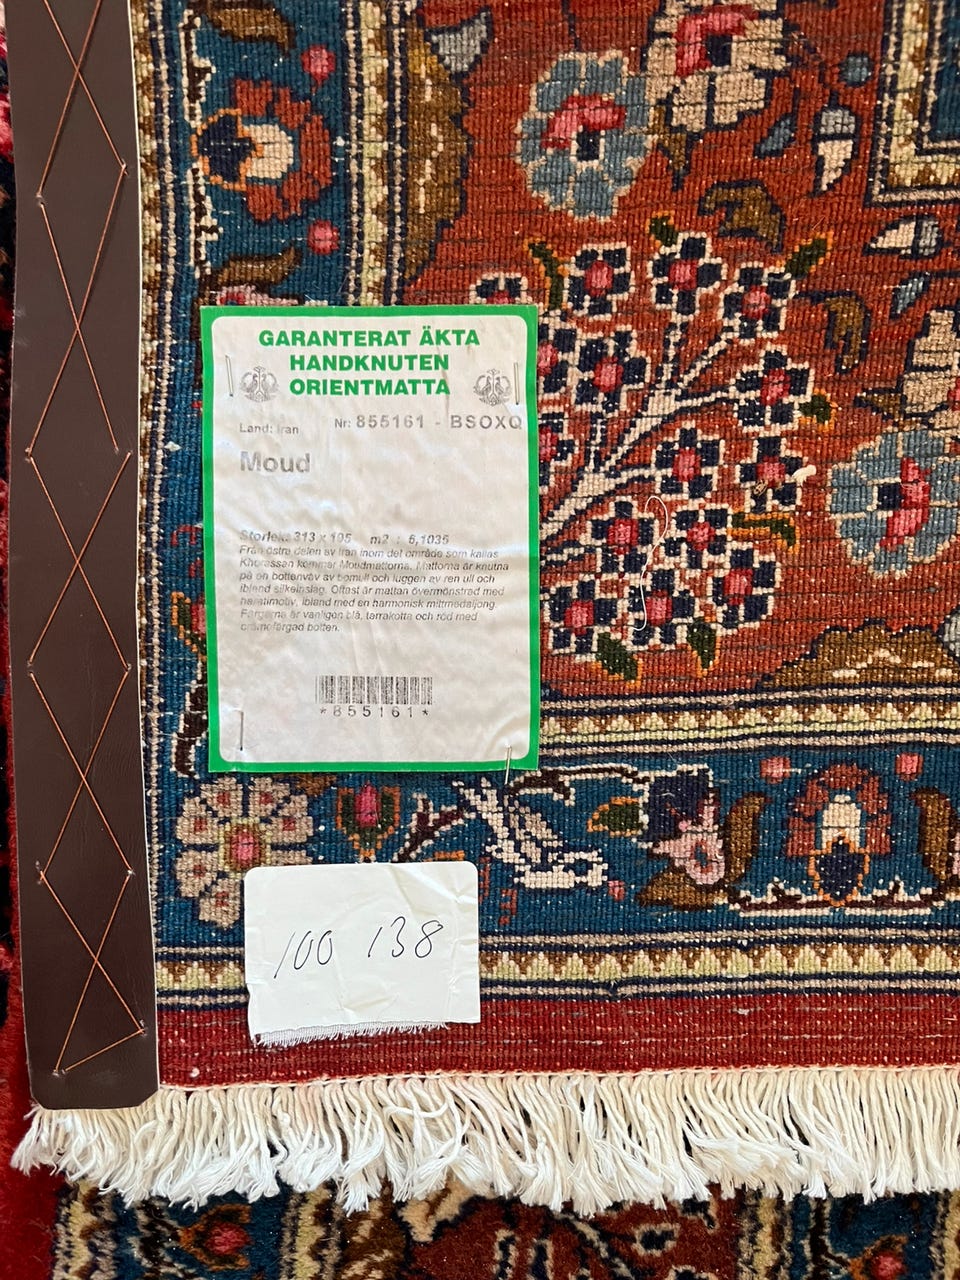 GARANTERAT ÄKTA
HANDKNUTEN
ORIENTMATTA
Land: Iran Nr: 855161 - BSOXQ
Moud
Storlek: 313 x 195 m2 : 6,1035
Från östra delen av Iran inom det område som kallas
Khorassan kommer Moudmattorna. Mattorna är knutna
på en bottenväv av bomull och luggen av ren ull och
ibland silkeinslag. Oftast är mattan övermönstrad med
heratimotiv, ibland med en harmonisk mittmedaljong.
Färgerna är vanligen blå, terrakotta och röd med
crämefärgad botten.
*855161*
100 138